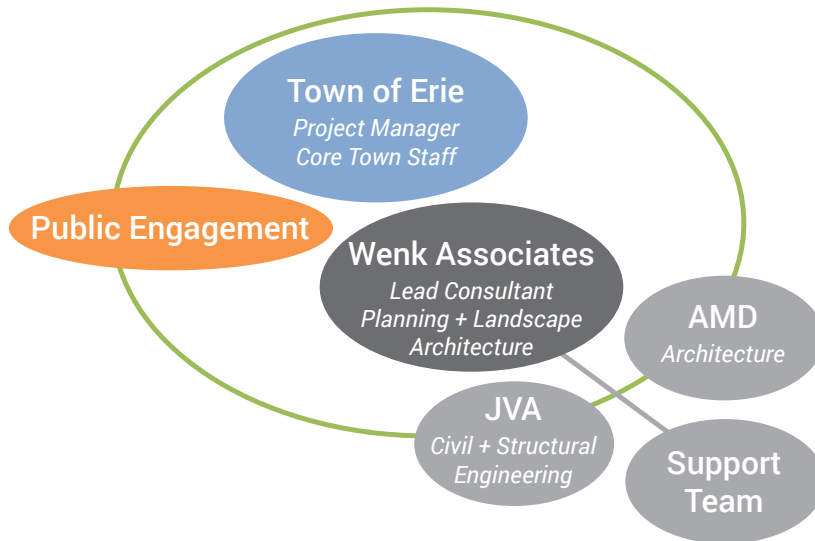 Town of Erie
Project Manager
Core Town Staff
Public Engagement
Wenk Associates
Lead Consultant
Planning + Landscape
Architecture
AMD
Architecture
JVA
Civil + Structural
Engineering
Support
Team